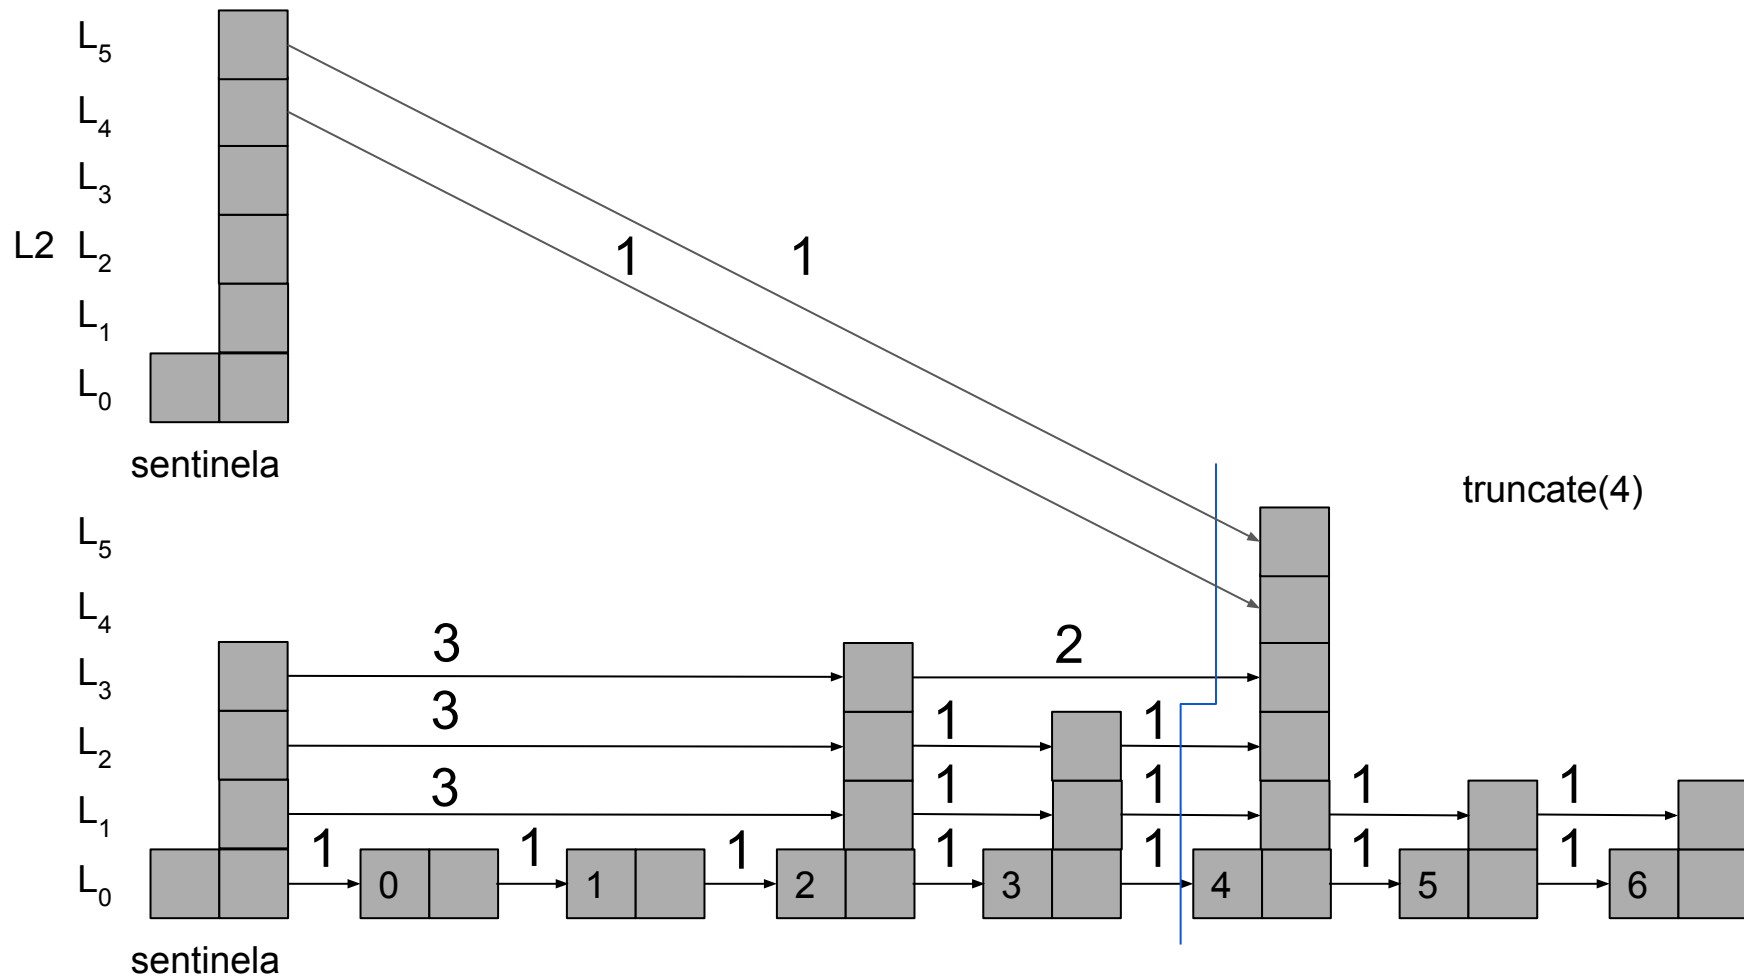 L5
L4
L3
L2 L2
1 1
L1
L0
sentinela
truncate(4)
L5
L4
3 2
L3
3 1 1
L2
3 1 1 1 1
L1
1 1 1 1 1 1 1
L0 0 1 2 3 4 5 6
sentinela